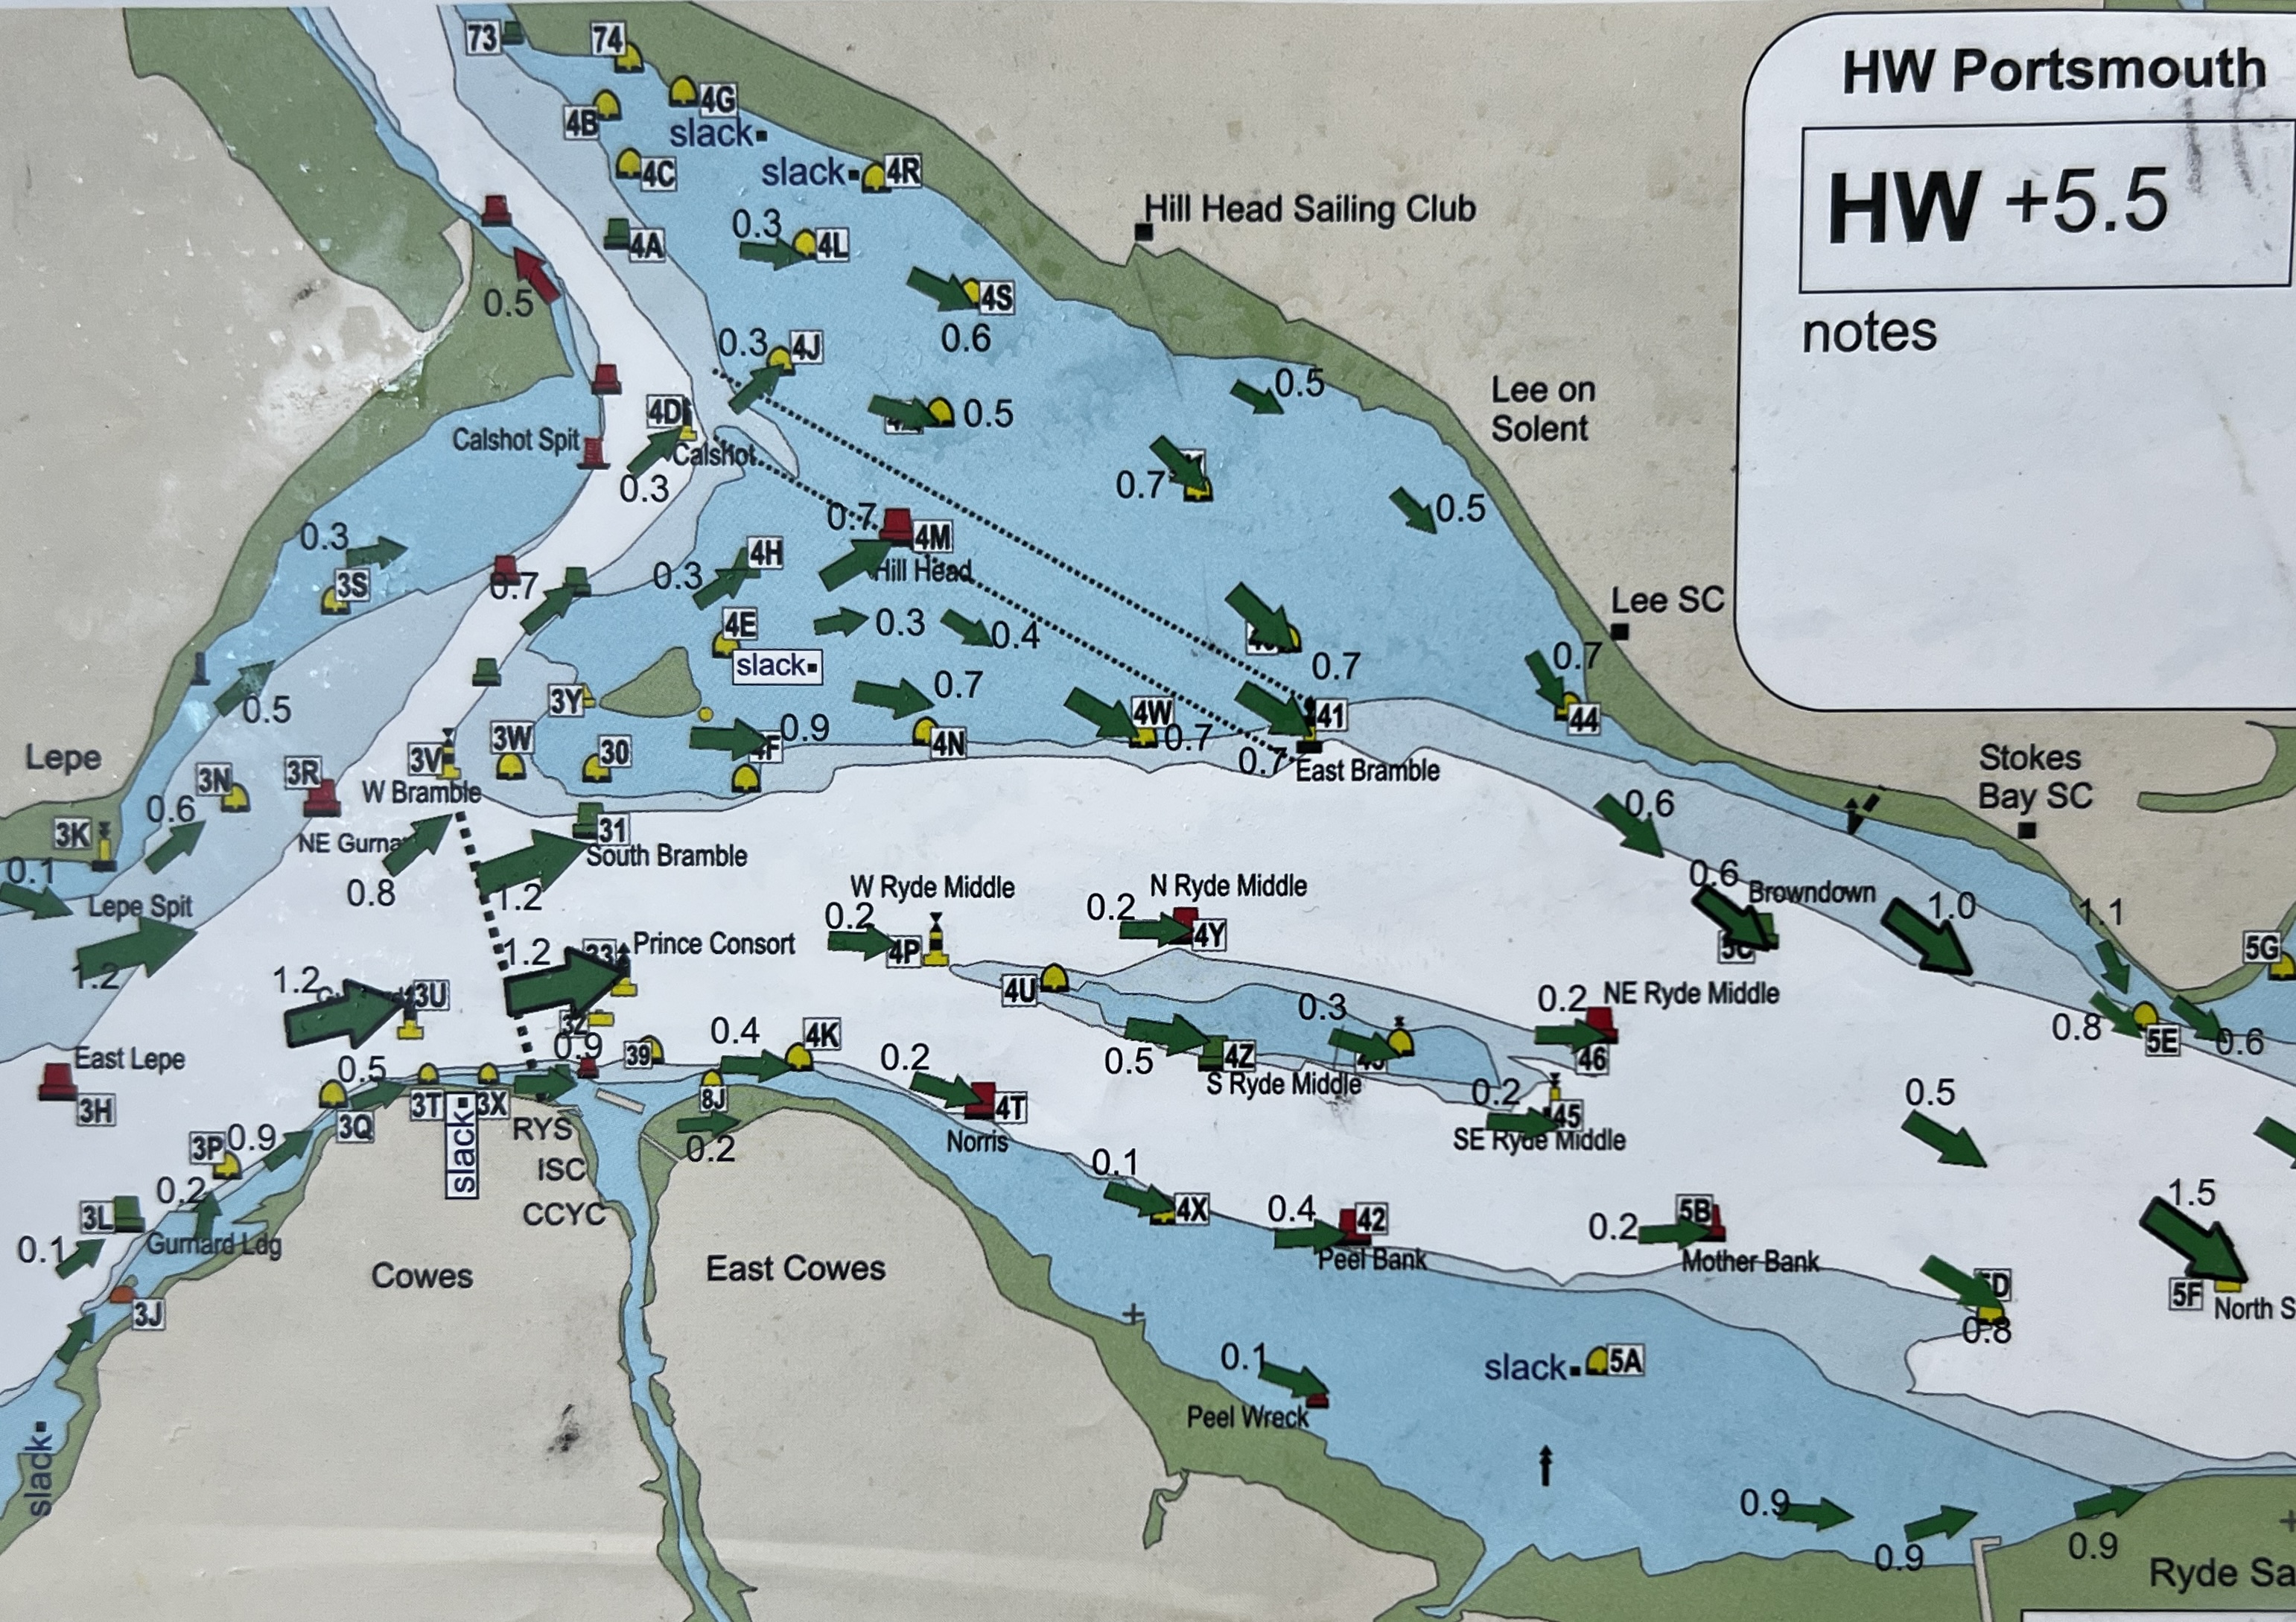 73
74
4G
4B
slack
4C
slack
4R
4A
0.3
4L
Hill Head Sailing Club
HW Portsmouth
HW +5.5
notes
0.5
4S
0.6
0.3
4J
0.5
Lee on
Solent
4D
0.5
Calshot Spit
Calshot
0.3
0.7
0.5
0.7
4M
Hill Head
0.3
3S
0.7
4H
0.3
Lee SC
4E
slack
0.3
0.4
0.7
0.7
0.5
3Y
0.7
44
4W
0.7
41
0.7
East Bramble
3W
0.9
4F
4N
30
Lepe
3V
W Bramble
3R
3N
0.6
3K
NE Gurna
31
South Bramble
Stokes
Bay SC
0.6
0.1
0.8
1.2
Lepe Spit
W Ryde Middle
N Ryde Middle
0.6
Browndown
1.0
1.1
0.2
4P
0.2
4Y
5G
1.2
1.2
33
Prince Consort
1.2
3U
4U
0.3
0.2
NE Ryde Middle
5C
46
0.8
5E
0.6
3Z
0.9
39
0.4
4K
0.5
4Z
S Ryde Middle
East Lepe
3H
0.5
3Q
3T
slack
3X
RYS
ISC
CCYC
8J
0.2
0.2
4T
Norris
0.2
45
SE Ryde Middle
0.5
3P
0.9
0.2
3L
0.1
Gurnard Ldg
3J
Cowes
East Cowes
0.1
4X
0.4
42
Peel Bank
0.2
5B
Mother Bank
1.5
5F
North S
5D
0.8
0.1
Peel Wreck
slack
5A
slack
0.9
0.9
0.9
Ryde Sa